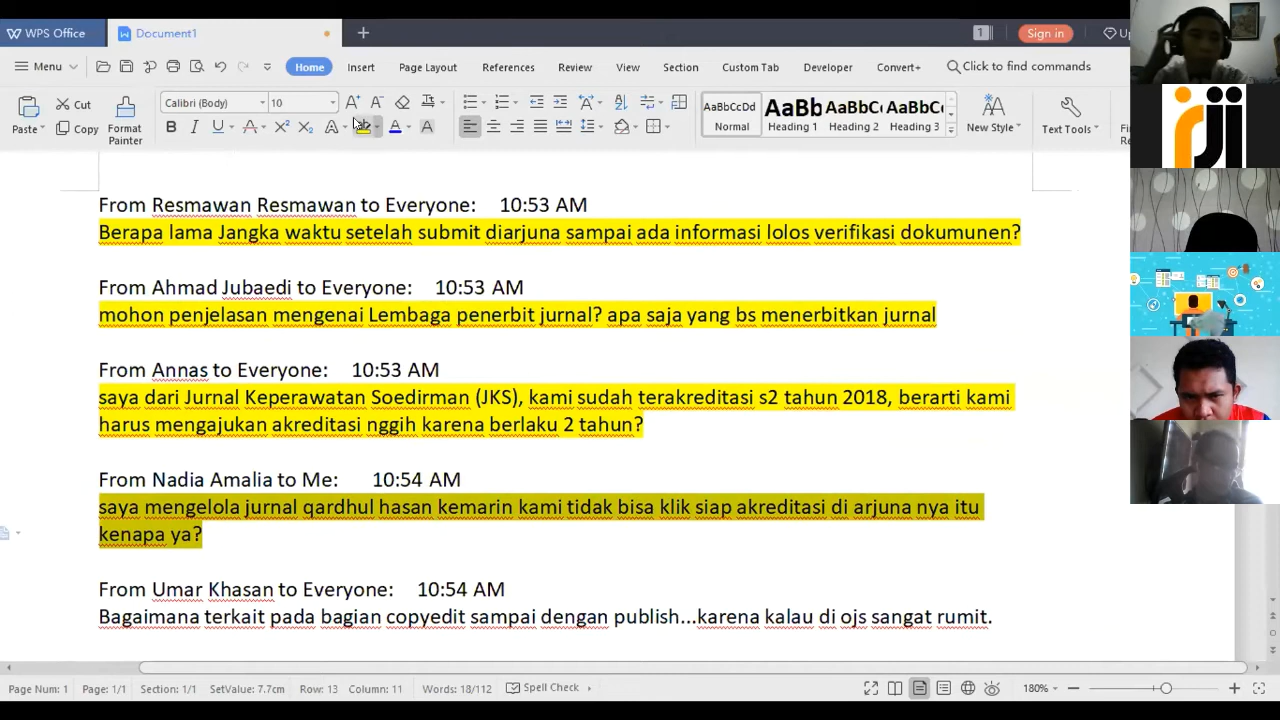 WPS Office
Document1
1
Sign in
Up
Menu
Home
Insert
Page Layout
References
Review
View
Section
Custom Tab
Developer
Convert+
Click to find commands
Paste
Cut
Copy
Format
Painter
Calibri (Body)
10
AaBbCcDd
Normal
AaBb
Heading 1
AaBbC
Heading 2
AaBbC
Heading 3
New Style
Text Tools
Fin
Re
rji
From Resmawan Resmawan to Everyone: 10:53 AM
Berapa lama Jangka waktu setelah submit diarjuna sampai ada informasi lolos verifikasi dokumunen?
From Ahmad Jubaedi to Everyone: 10:53 AM
mohon penjelasan mengenai Lembaga penerbit jurnal? apa saja yang bs menerbitkan jurnal
From Annas to Everyone: 10:53 AM
saya dari Jurnal Keperawatan Soedirman (JKS), kami sudah terakreditasi s2 tahun 2018, berarti kami
harus mengajukan akreditasi nggih karena berlaku 2 tahun?
From Nadia Amalia to Me: 10:54 AM
saya mengelola jurnal qardhul hasan kemarin kami tidak bisa klik siap akreditasi di arjuna nya itu
kenapa ya?
From Umar Khasan to Everyone: 10:54 AM
Bagaimana terkait pada bagian copyedit sampai dengan publish...karena kalau di ojs sangat rumit.
Page Num: 1
Page: 1/1
Section: 1/1
SetValue: 7.7cm
Row: 13
Column: 11
Words: 18/112
Spell Check
180%